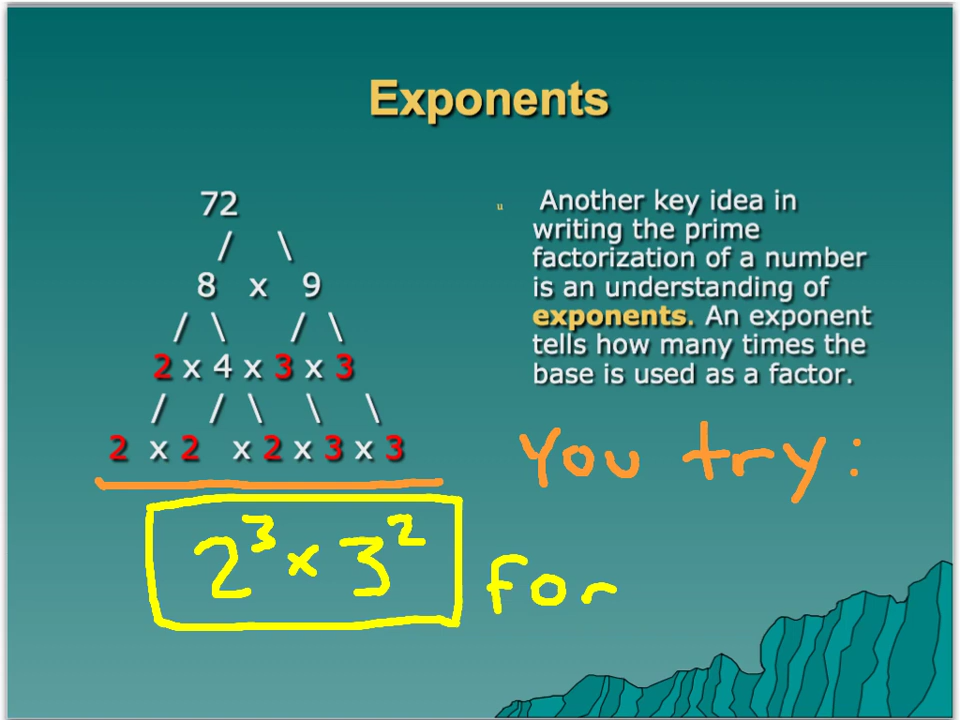 Exponents
72
/ \
8 x 9
/ \ / \
2 x 4 x 3 x 3
/ / \ \ \
2 x 2 x 2 x 3 x 3
2³ x 3²
u Another key idea in
writing the prime
factorization of a number
is an understanding of
exponents. An exponent
tells how many times the
base is used as a factor.
You try:
for